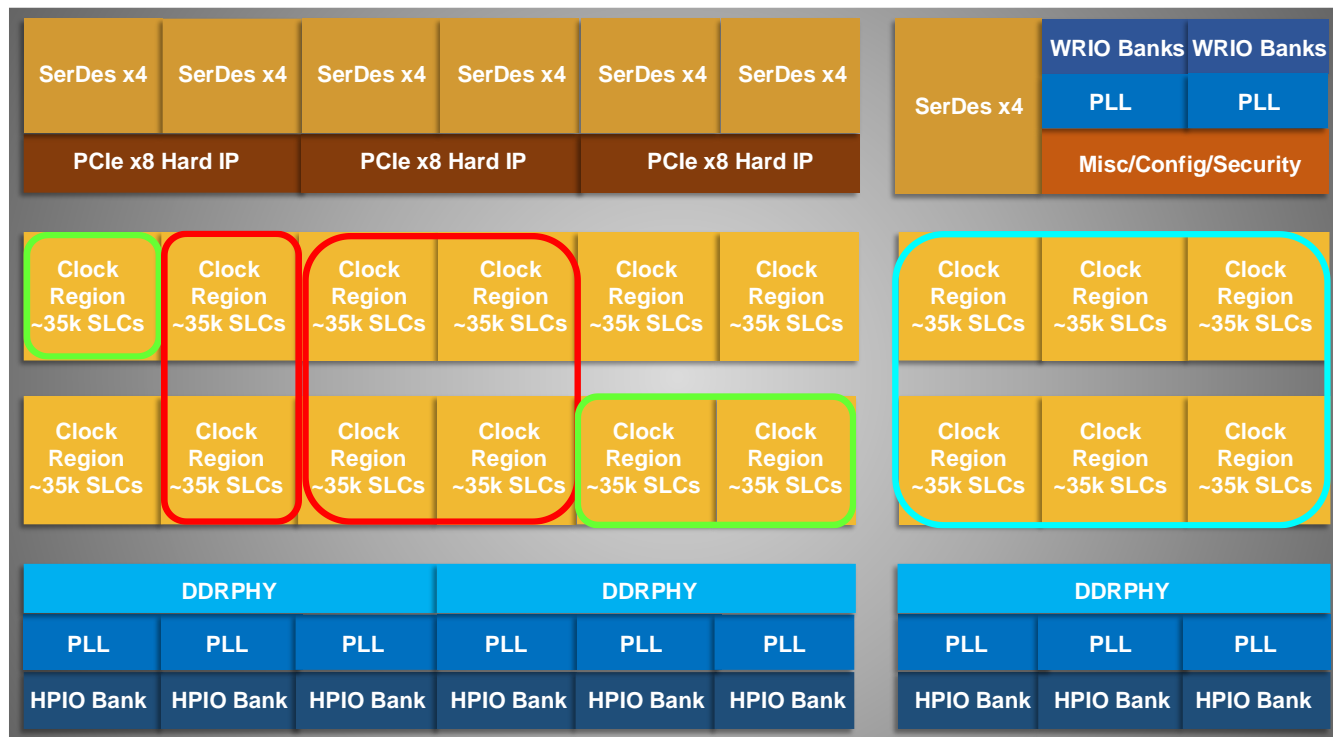 SerDes x4 SerDes x4 SerDes x4 SerDes x4 SerDes x4 SerDes x4
PCIe x8 Hard IP PCIe x8 Hard IP PCIe x8 Hard IP
SerDes x4
WRIO Banks WRIO Banks
PLL PLL
Misc/Config/Security
Clock Clock Clock Clock Clock Clock Clock Clock Clock
Region Region Region Region Region Region Region Region Region
~35k SLCs ~35k SLCs ~35k SLCs ~35k SLCs ~35k SLCs ~35k SLCs ~35k SLCs ~35k SLCs ~35k SLCs
Clock Clock Clock Clock Clock Clock Clock Clock Clock
Region Region Region Region Region Region Region Region Region
~35k SLCs ~35k SLCs ~35k SLCs ~35k SLCs ~35k SLCs ~35k SLCs ~35k SLCs ~35k SLCs ~35k SLCs
DDRPHY DDRPHY DDRPHY
PLL PLL PLL PLL PLL PLL PLL PLL PLL
HPIO Bank HPIO Bank HPIO Bank HPIO Bank HPIO Bank HPIO Bank HPIO Bank HPIO Bank HPIO Bank